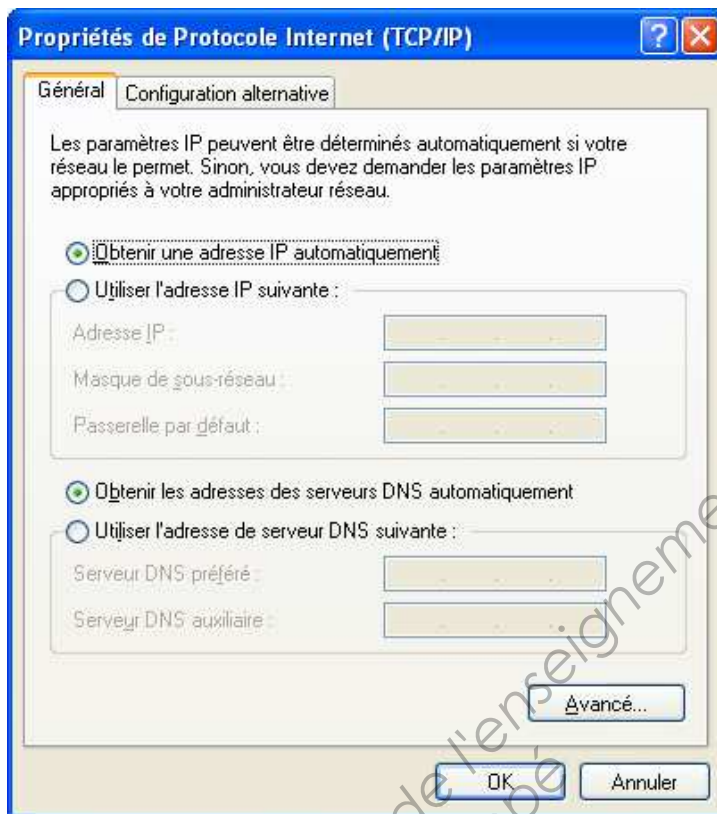 Propriétés de Protocole Internet (TCP/IP)
Général
Configuration alternative
Les paramètres IP peuvent être déterminés automatiquement si votre
réseau le permet. Sinon, vous devez demander les paramètres IP
appropriés à votre administrateur réseau.
Obtenir une adresse IP automatiquement
Utiliser l'adresse IP suivante :
Adresse IP :
Masque de sous-réseau :
Passerelle par défaut :
Obtenir les adresses des serveurs DNS automatiquement
Utiliser l'adresse de serveur DNS suivante :
Serveur DNS préféré :
Serveur DNS auxiliaire :
Avancé...
OK
Annuler
de l'enseigneme